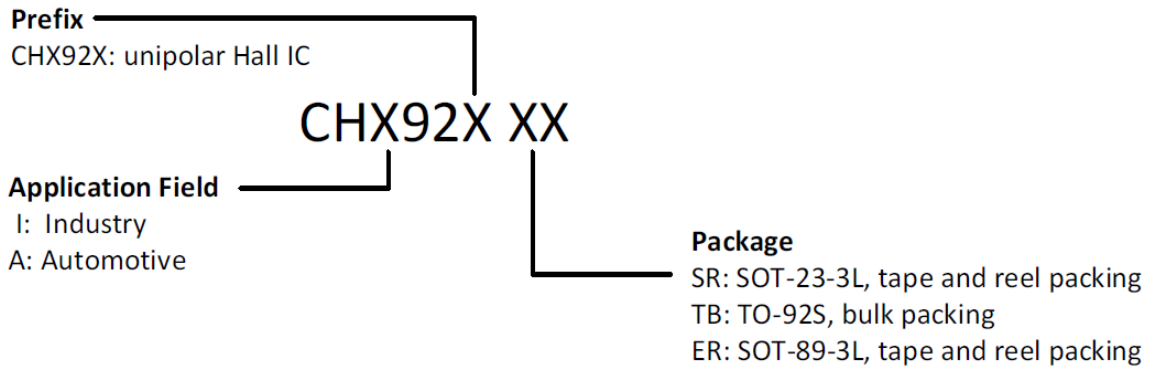 Prefix
CHX92X: unipolar Hall IC
CHX92X XX
Application Field
I: Industry
A: Automotive
Package
SR: SOT-23-3L, tape and reel packing
TB: TO-92S, bulk packing
ER: SOT-89-3L, tape and reel packing